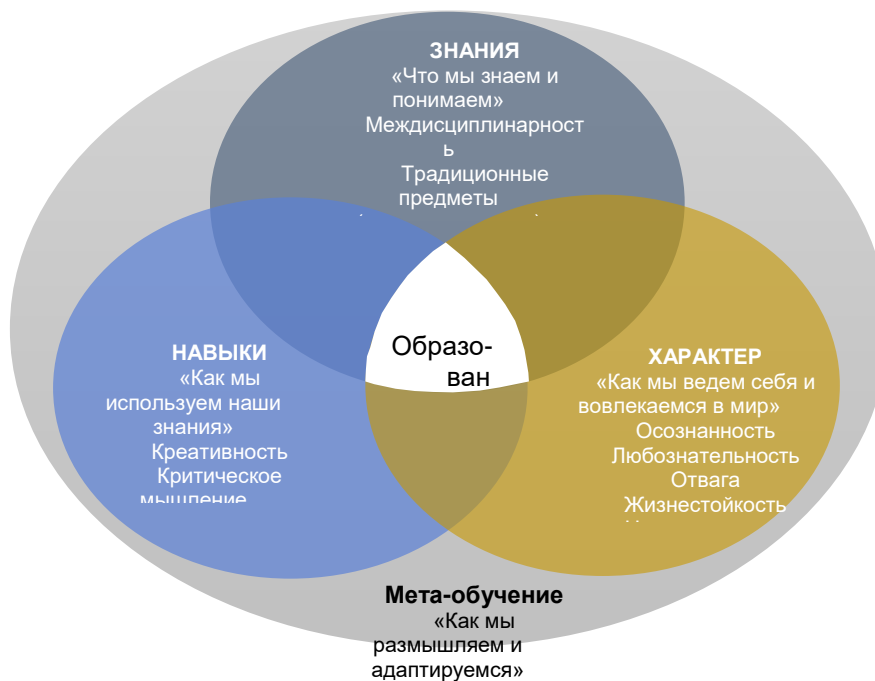 ЗНАНИЯ
«Что мы знаем и
понимаем»
Междисциплинарност
ь
Традиционные
предметы
Образо-
ван
НАВЫКИ
«Как мы
используем наши
знания»
Креативность
Критическое
мышление
ХАРАКТЕР
«Как мы ведем себя и
вовлекаемся в мир»
Осознанность
Любознательность
Отвага
Жизнестойкость
Мета-обучение
«Как мы
размышляем и
адаптируемся»